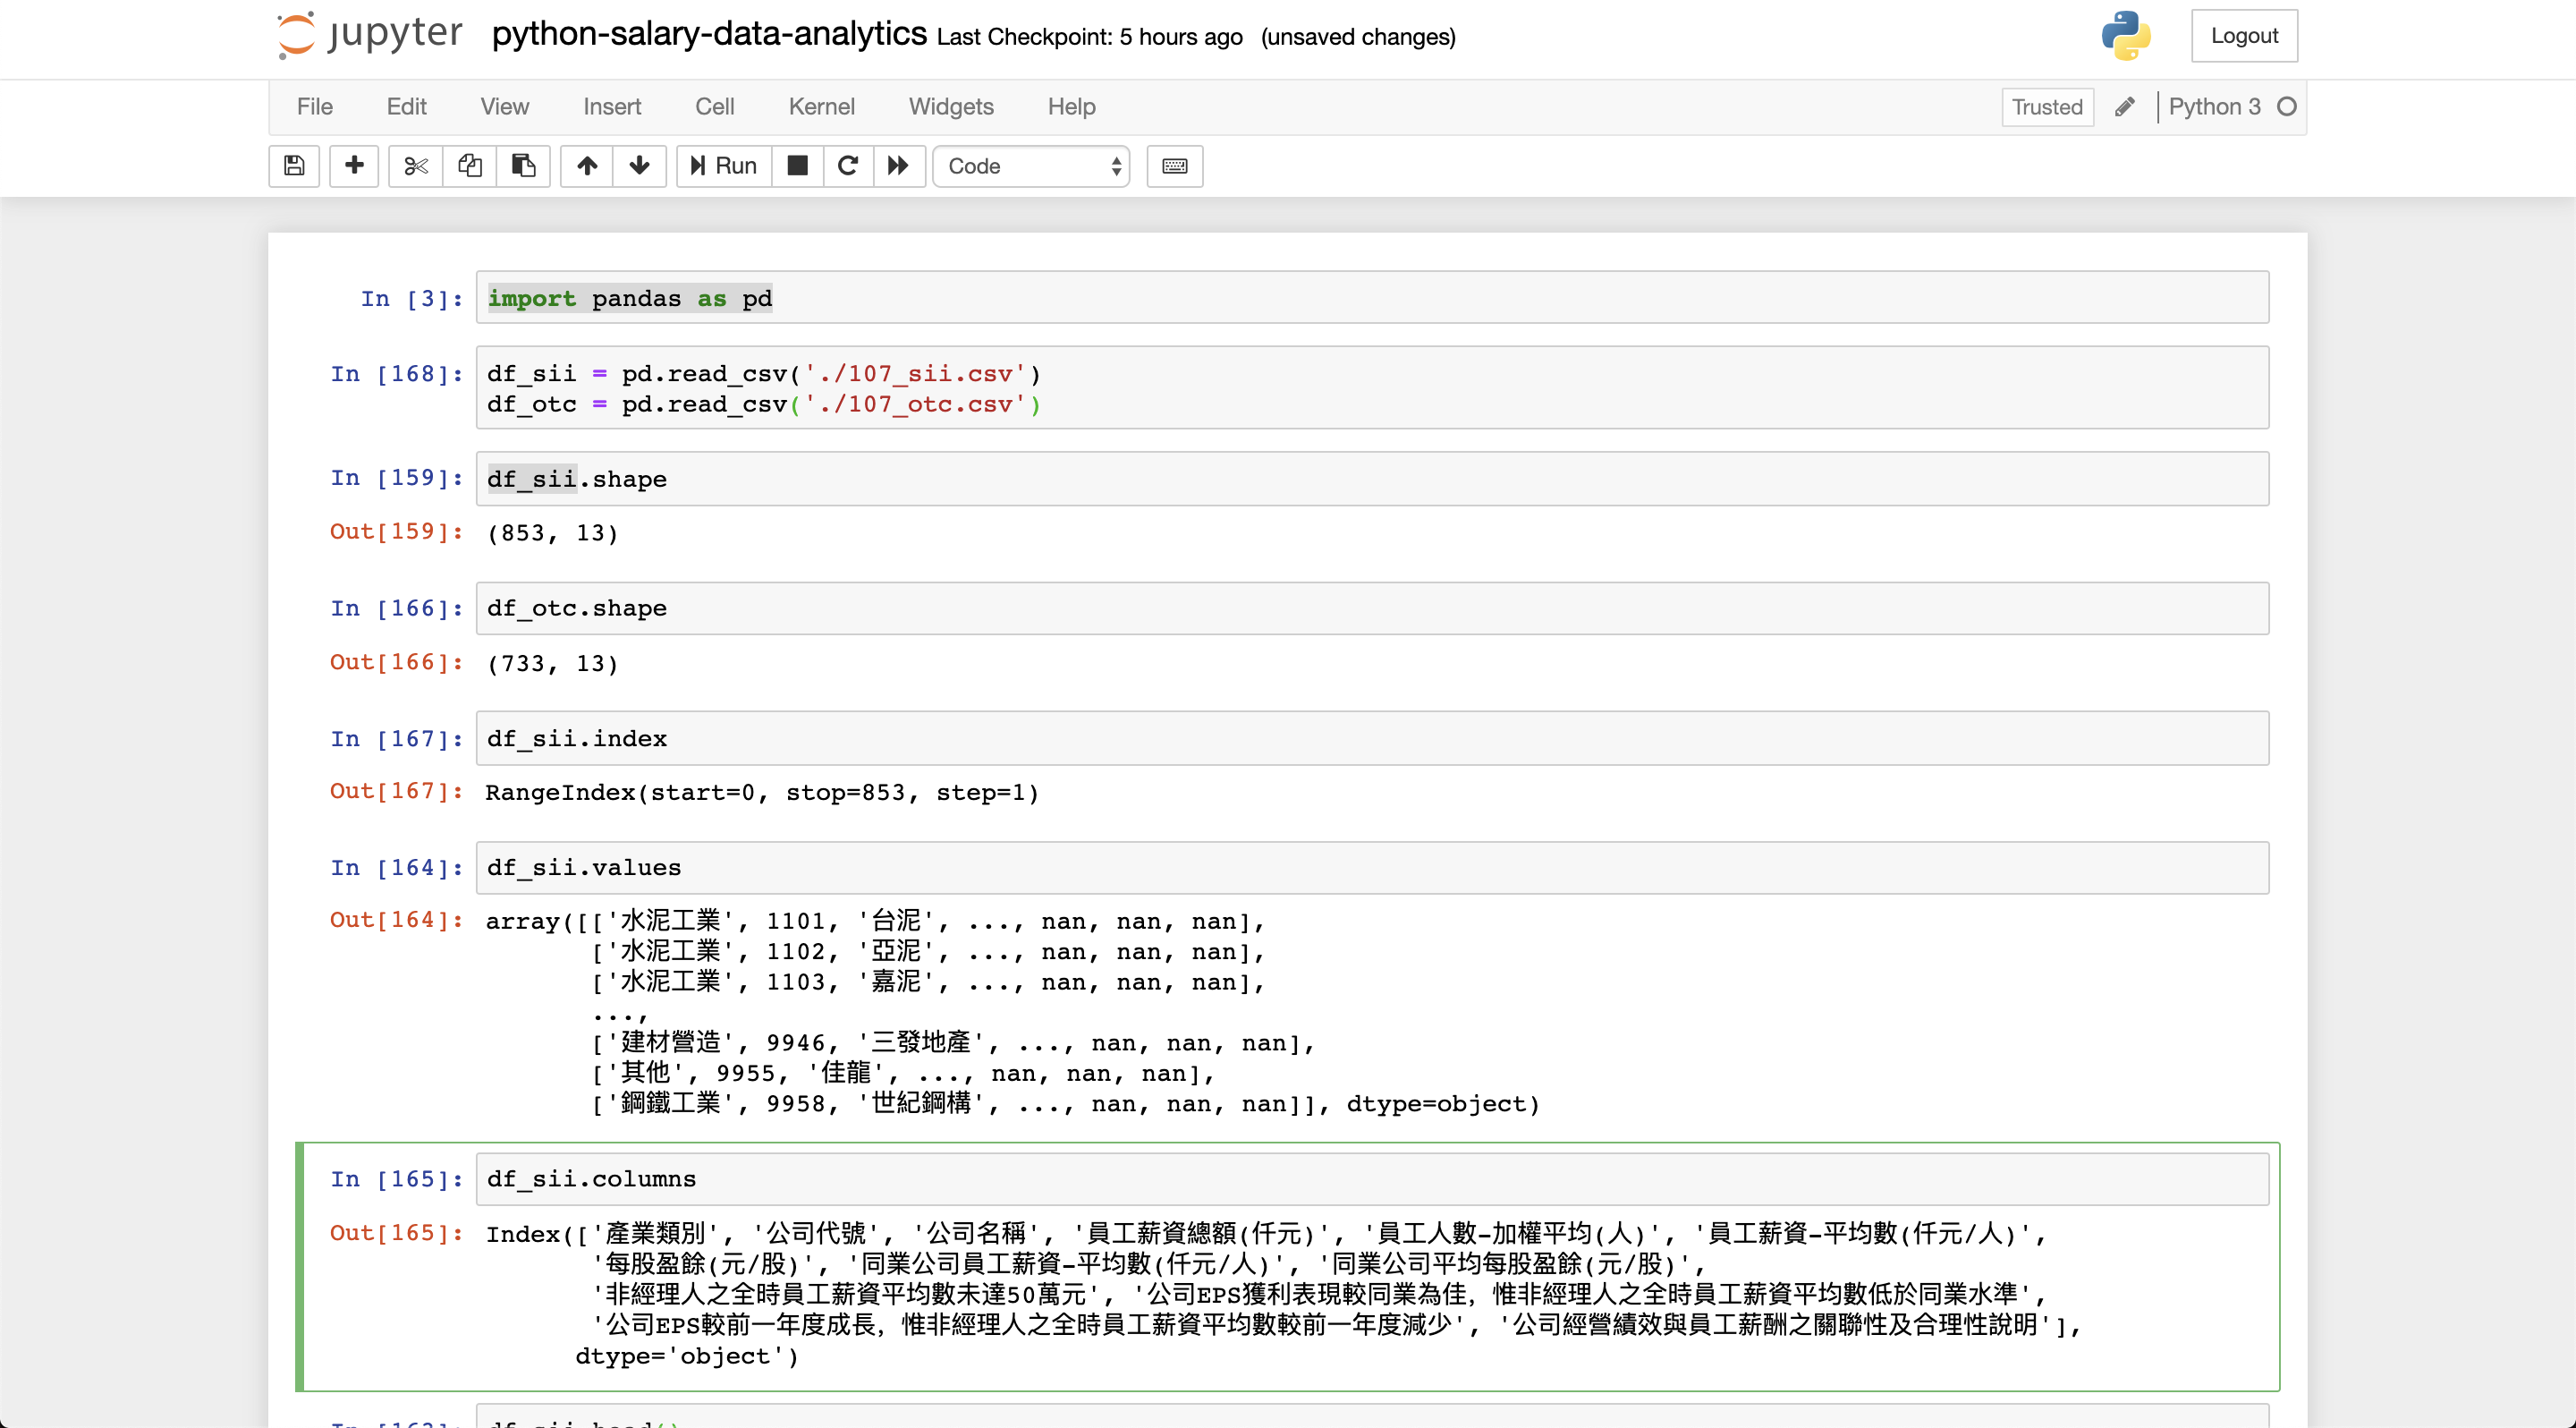 jupyter python-salary-data-analytics Last Checkpoint: 5 hours ago (unsaved changes) Logout
File Edit View Insert Cell Kernel Widgets Help Trusted Python 3
Run Code
In [3]: import pandas as pd
In [168]: df_sii = pd.read_csv('./107_sii.csv')
df_otc = pd.read_csv('./107_otc.csv')
In [159]: df_sii.shape
Out[159]: (853, 13)
In [166]: df_otc.shape
Out[166]: (733, 13)
In [167]: df_sii.index
Out[167]: RangeIndex(start=0, stop=853, step=1)
In [164]: df_sii.values
Out[164]: array([['水泥工業', 1101, '台泥', ..., nan, nan, nan],
['水泥工業', 1102, '亞泥', ..., nan, nan, nan],
['水泥工業', 1103, '嘉泥', ..., nan, nan, nan],
...,
['建材營造', 9946, '三發地產', ..., nan, nan, nan],
['其他', 9955, '佳龍', ..., nan, nan, nan],
['鋼鐵工業', 9958, '世紀鋼構', ..., nan, nan, nan]], dtype=object)
In [165]: df_sii.columns
Out[165]: Index(['產業類別', '公司代號', '公司名稱', '員工薪資總額(仟元)', '員工人數-加權平均(人)', '員工薪資-平均數(仟元/人)',
'每股盈餘(元/股)', '同業公司員工薪資-平均數(仟元/人)', '同業公司平均每股盈餘(元/股)',
'非經理人之全時員工薪資平均數未達50萬元', '公司EPS獲利表現較同業為佳，惟非經理人之全時員工薪資平均數低於同業水準',
'公司EPS較前一年度成長，惟非經理人之全時員工薪資平均數較前一年度減少', '公司經營績效與員工薪酬之關聯性及合理性說明'],
dtype='object')